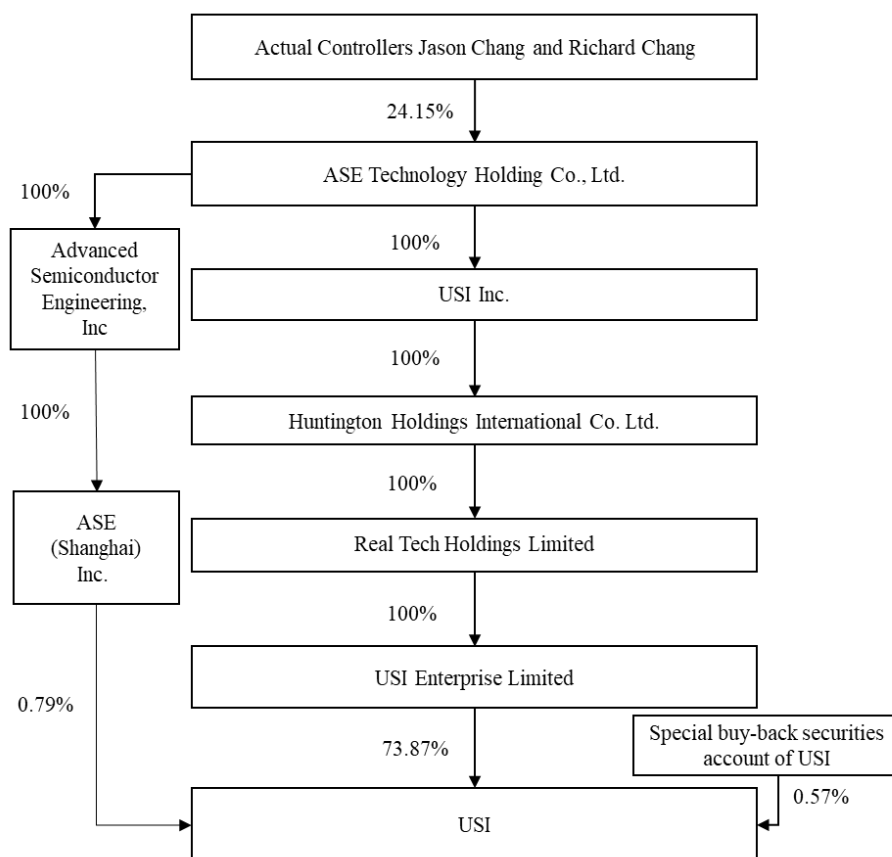 Actual Controllers Jason Chang and Richard Chang
24.15%
ASE Technology Holding Co., Ltd.
100%
Advanced
Semiconductor
Engineering,
Inc
100%
USI Inc.
100%
Huntington Holdings International Co. Ltd.
100%
100%
ASE
(Shanghai)
Inc.
Real Tech Holdings Limited
100%
USI Enterprise Limited
0.79%
73.87%
Special buy-back securities
account of USI
0.57%
USI